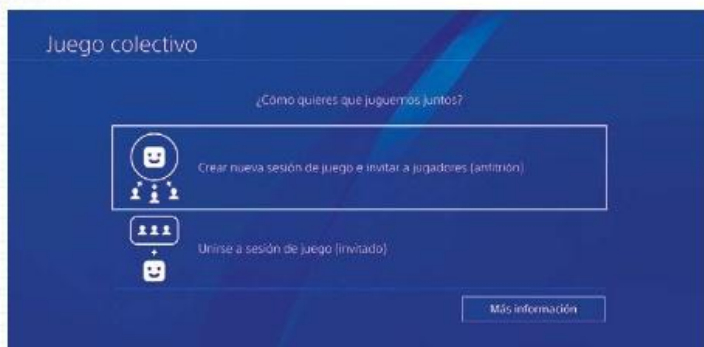 Juego colectivo
¿Cómo quieres que juguemos juntos?
Crear nueva sesión de juego e invitar a jugadores (anfitrión)
Unirse a sesión de juego (invitado)
Más información